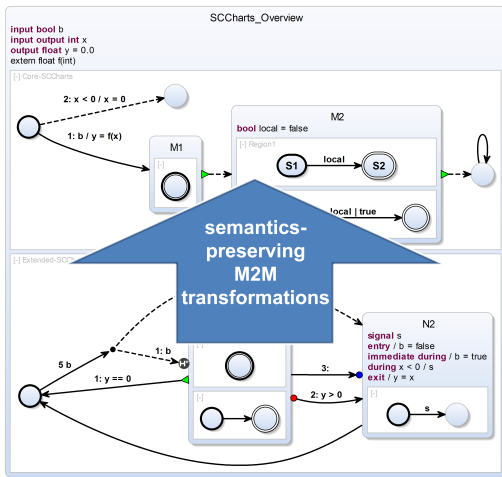 SCCharts_Overview
input bool b
input output int x
output float y = 0.0
extern float f(int)
[-] Core-SCCharts
2: x < 0 / x = 0
1: b / y = f(x)
M1
[-]
M2
bool local = false
[-] Region1
S1
local
S2
local | true
semantics-
preserving
M2M
transformations
[-] Extended-SCCh
5 b
1: b
H*
1: y == 0
[-]
3:
2: y > 0
N2
signal s
entry / b = false
immediate during / b = true
during x < 0 / s
exit / y = x
[-]
s